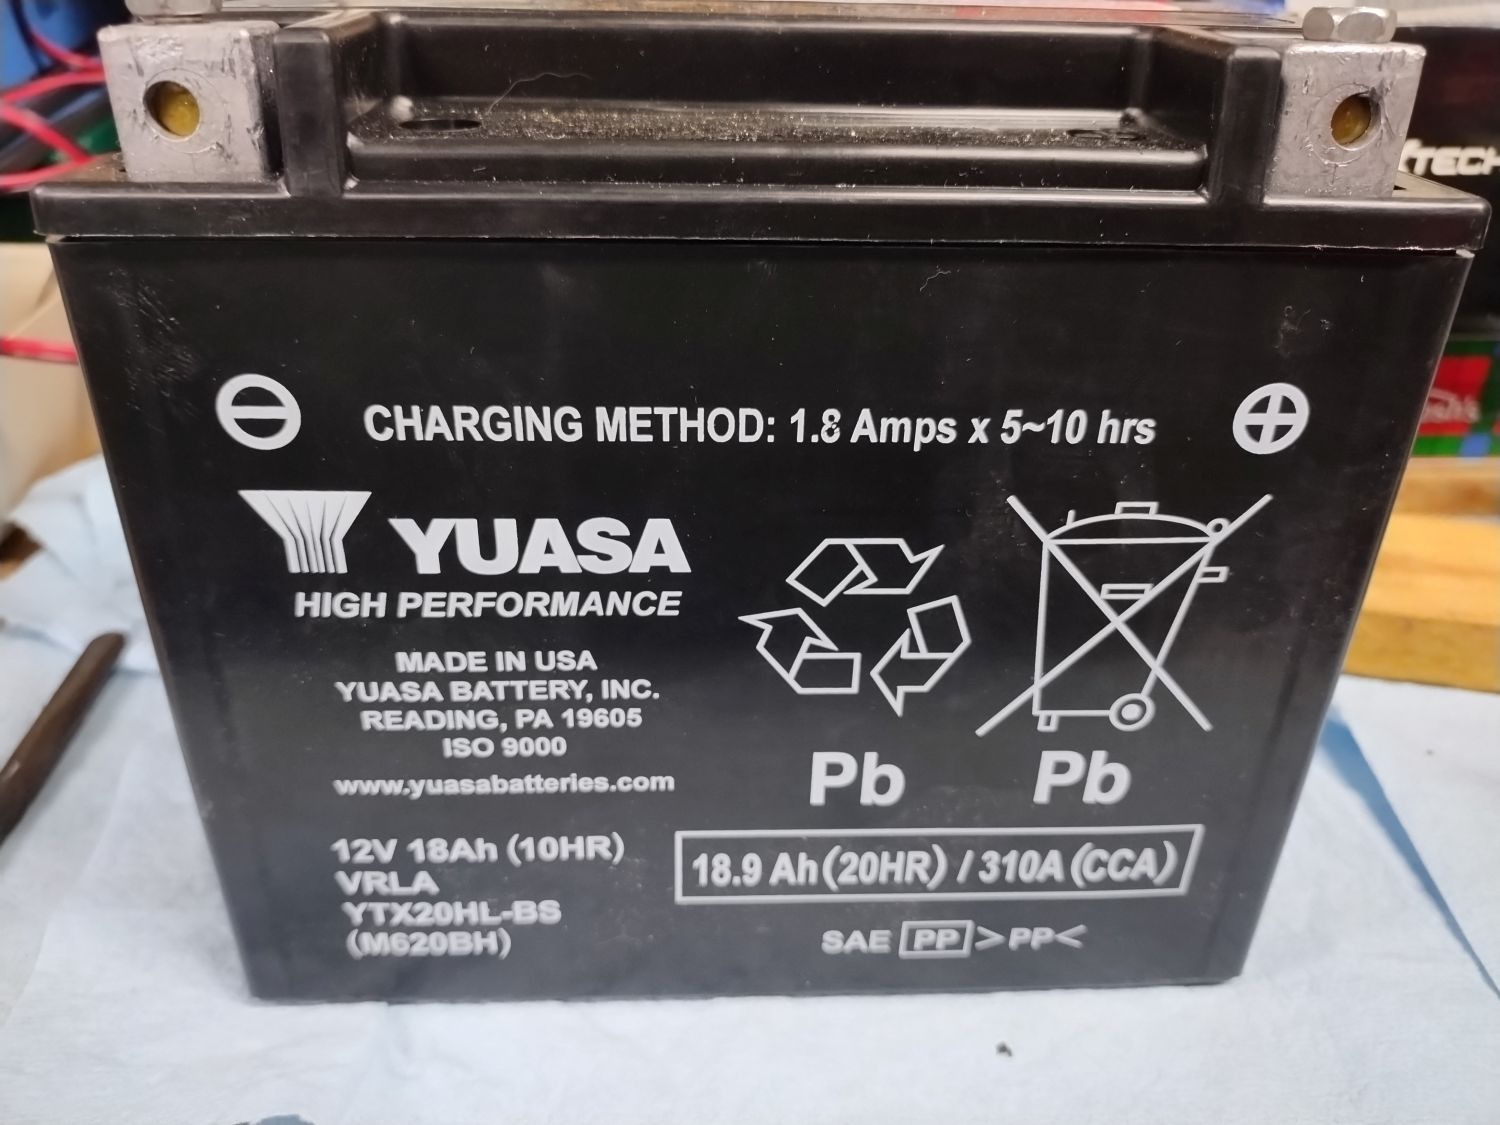 TECH
CHARGING METHOD: 1.8 Amps x 5~10 hrs
YUASA
HIGH PERFORMANCE
MADE IN USA
YUASA BATTERY, INC.
READING, PA 19605
ISO 9000
www.yuasabatteries.com
Pb Pb
12V 18Ah (10HR)
VRLA
YTX20HL-BS
(M620BH)
18.9 Ah(20HR) / 310A (CCA)
SAE PP >PP<